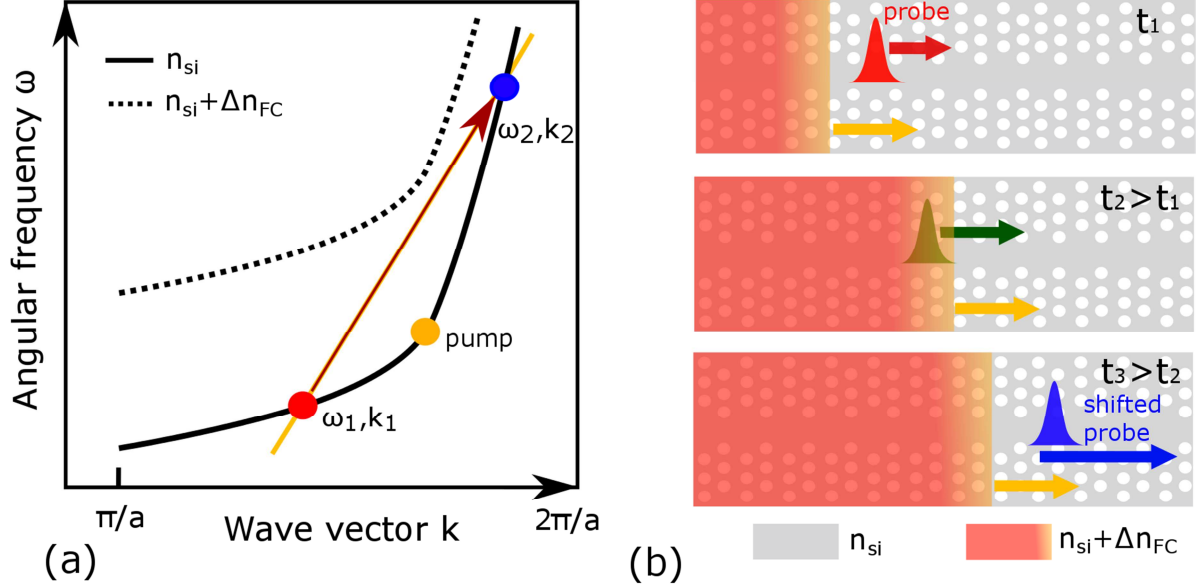 Angular frequency ω
n_si
n_si+Δn_FC
ω₂,k₂
pump
ω₁,k₁
π/a
Wave vector k
2π/a
(a)
probe
t₁
t₂>t₁
t₃>t₂
shifted
probe
(b)
n_si
n_si+Δn_FC